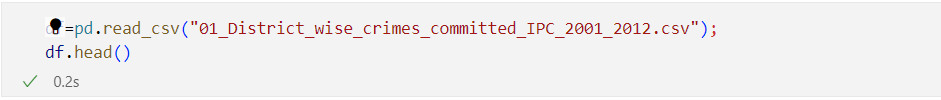 =pd.read_csv("01_District_wise_crimes_committed_IPC_2001_2012.csv");
df.head()
0.2s